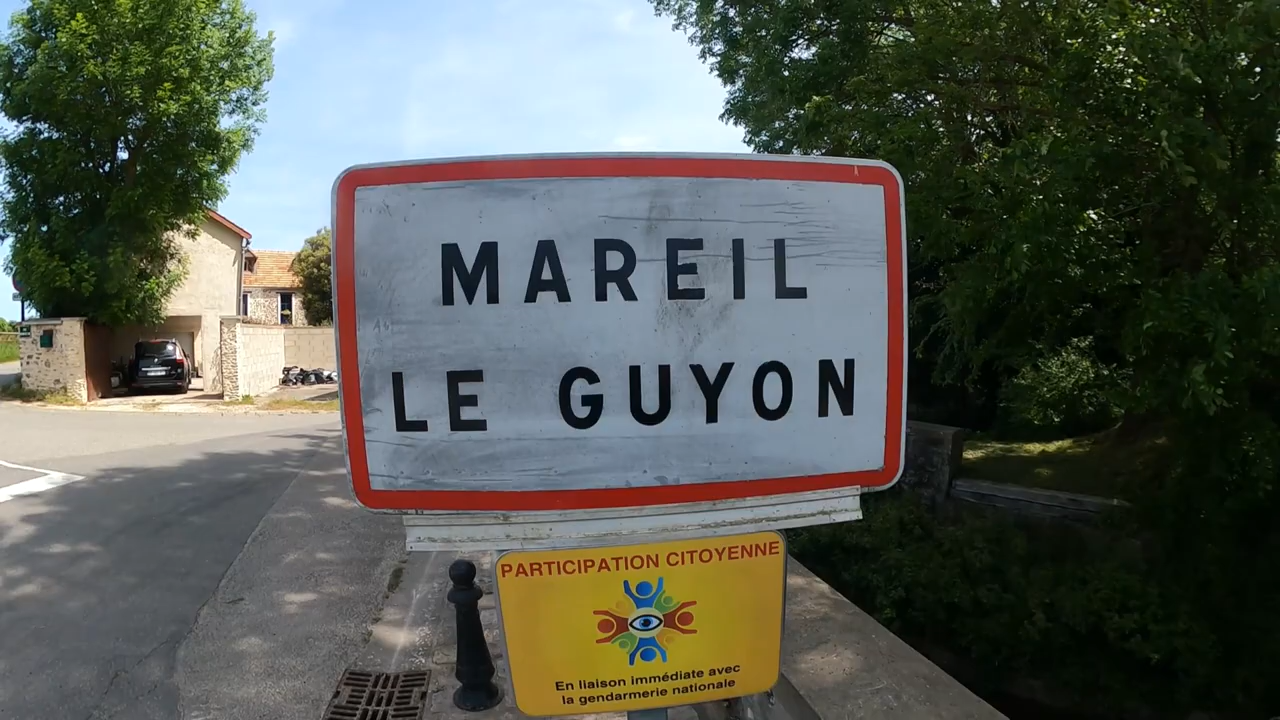 MAREIL
LE GUYON
PARTICIPATION CITOYENNE
En liaison immédiate avec
la gendarmerie nationale